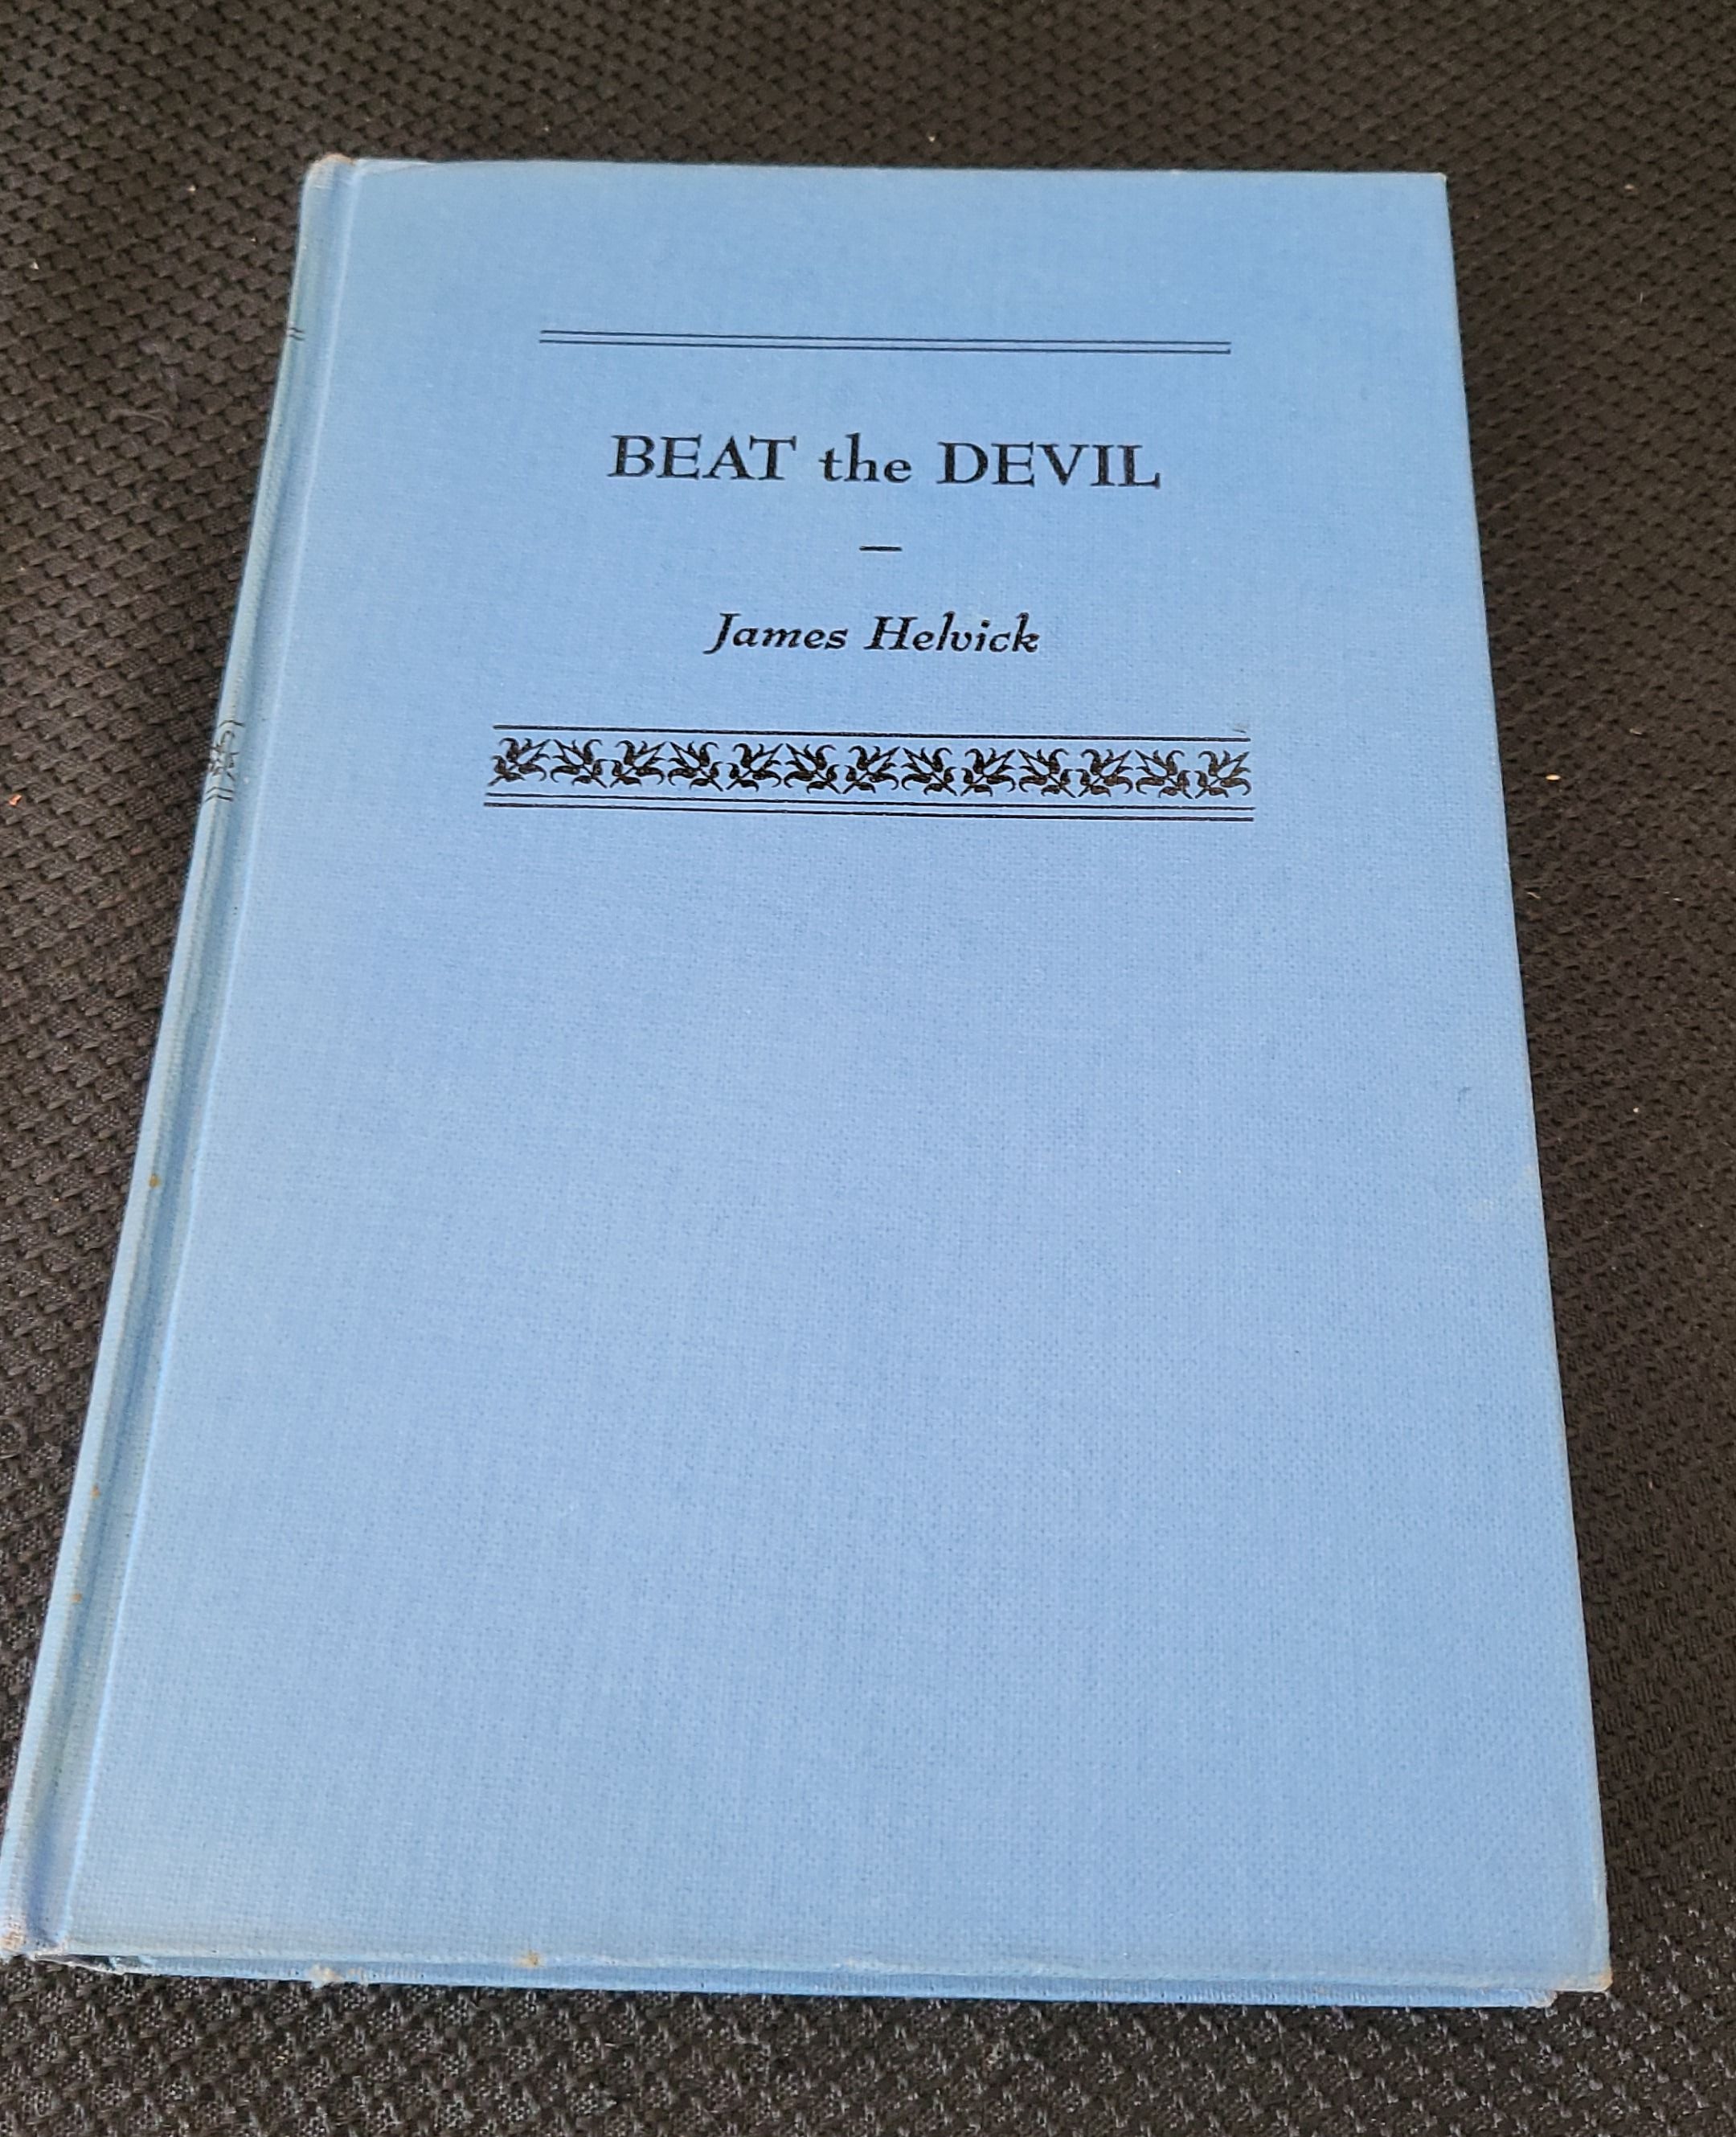 BEAT the DEVIL
—
James Helvick